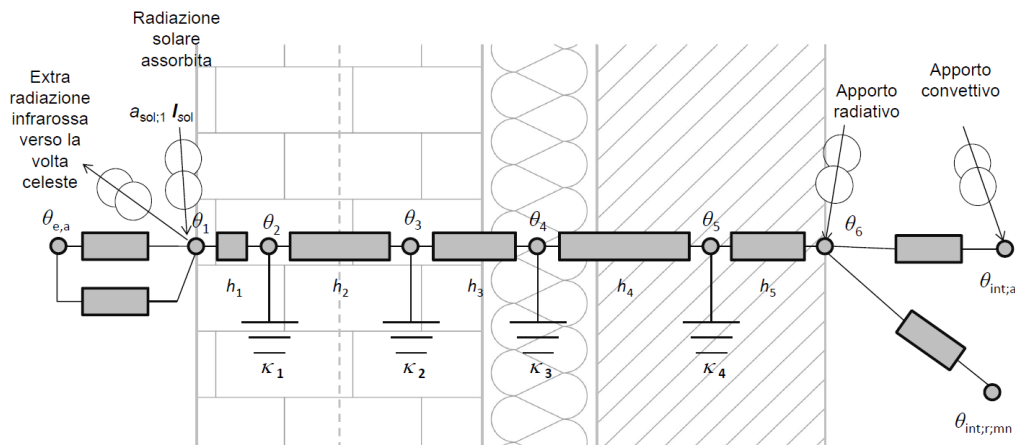 Radiazione
solare
assorbita
Extra
radiazione
infrarossa
verso la
volta
celeste
a_sol;1 I_sol
Apporto
radiativo
Apporto
convettivo
θ_e,a
θ_1
θ_2
θ_3
θ_4
θ_5
θ_6
θ_int;a
h_1
h_2
h_3
h_4
h_5
κ_1
κ_2
κ_3
κ_4
θ_int;r;mn